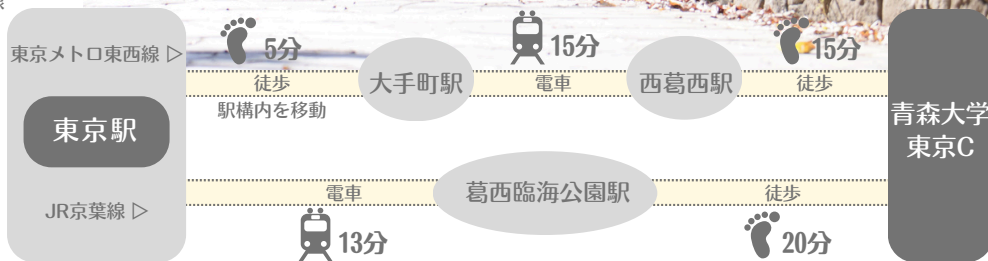 東京メトロ東西線 ▷
5分
徒歩
駅構内を移動
大手町駅
15分
電車
西葛西駅
15分
徒歩
東京駅
青森大学
東京C
JR京葉線 ▷
電車
13分
葛西臨海公園駅
徒歩
20分